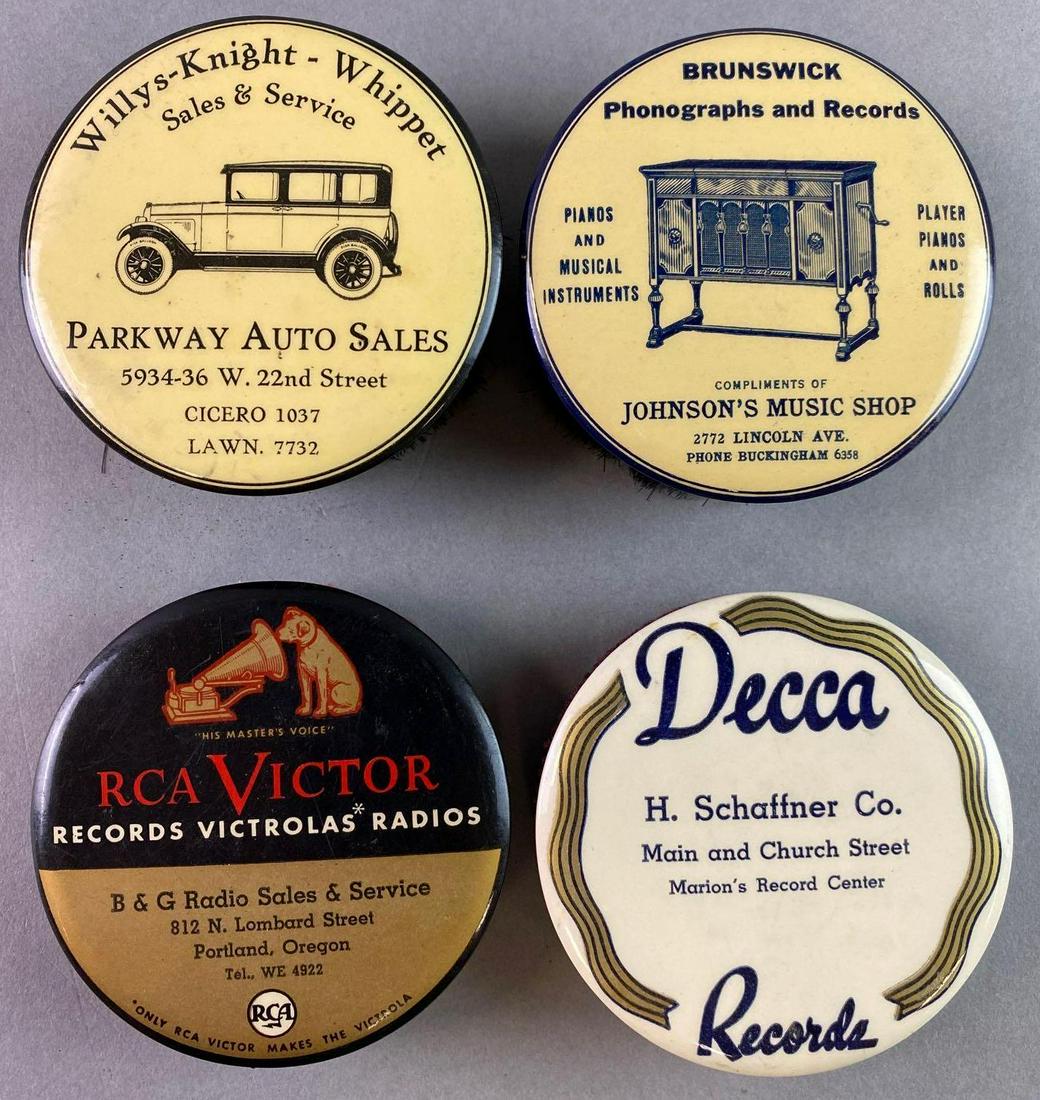 Willys-Knight - Whippet
Sales & Service
PARKWAY AUTO SALES
5934-36 W. 22nd Street
CICERO 1037
LAWN. 7732
BRUNSWICK
Phonographs and Records
PIANOS
AND
MUSICAL
INSTRUMENTS
PLAYER
PIANOS
AND
ROLLS
COMPLIMENTS OF
JOHNSON'S MUSIC SHOP
2772 LINCOLN AVE.
PHONE BUCKINGHAM 6358
"HIS MASTER'S VOICE"
RCA VICTOR
RECORDS VICTROLAS* RADIOS
B & G Radio Sales & Service
812 N. Lombard Street
Portland, Oregon
Tel., WE 4922
RCA
*ONLY RCA VICTOR MAKES THE VICTROLA
Decca
H. Schaffner Co.
Main and Church Street
Marion's Record Center
Records